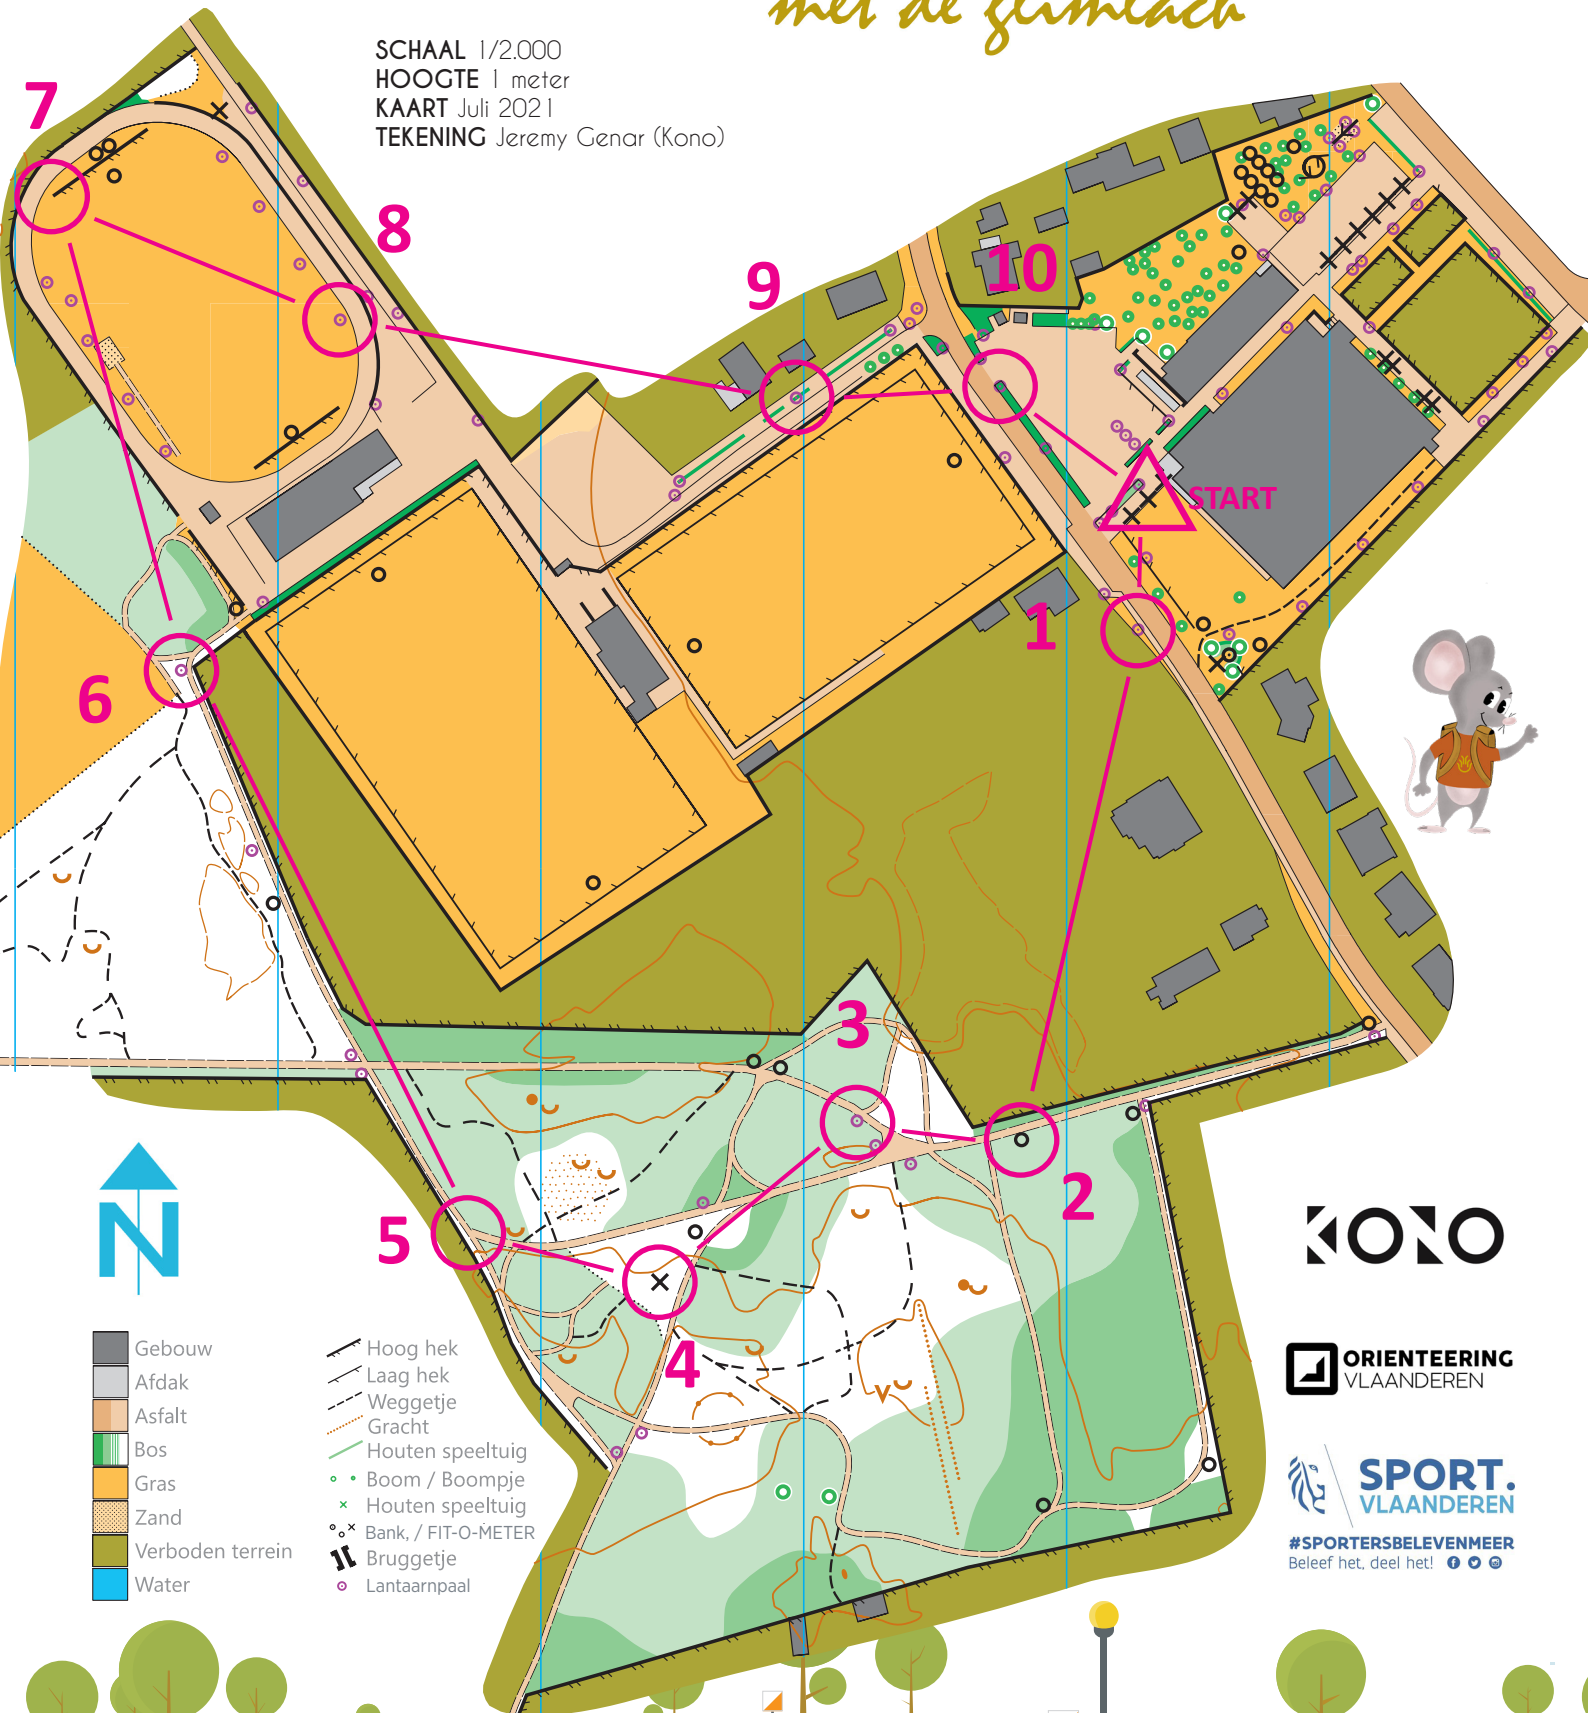 met de glimlach
SCHAAL 1/2.000
HOOGTE 1 meter
KAART Juli 2021
TEKENING Jeremy Genar (Kono)
7
8
9
10
START
1
6
3
2
5
4
N
Gebouw
Afdak
Asfalt
Bos
Gras
Zand
Verboden terrein
Water
Hoog hek
Laag hek
Weggetje
Gracht
Houten speeltuig
Boom / Boompje
Houten speeltuig
Bank, / FIT-O-METER
Bruggetje
Lantaarnpaal
KONO
ORIENTEERING
VLAANDEREN
SPORT.
VLAANDEREN
#SPORTERSBELEVENMEER
Beleef het, deel het!